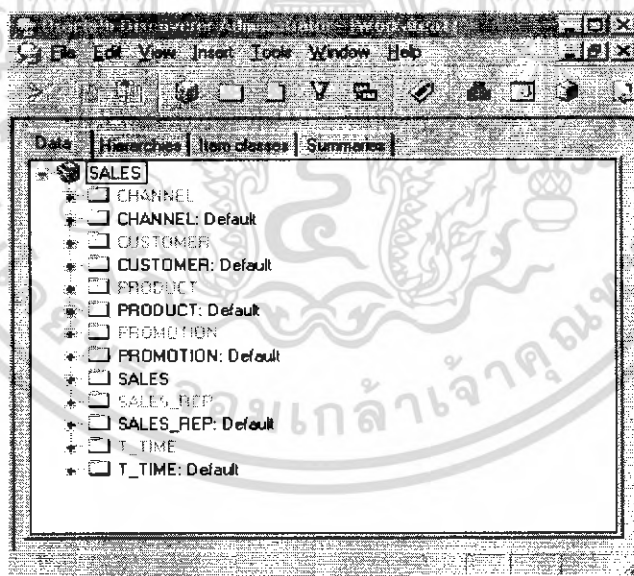 File Edit View Insert Tools Window Help
Data Hierarchies Item classes Summaries
SALES
CHANNEL
CHANNEL: Default
CUSTOMER
CUSTOMER: Default
PRODUCT
PRODUCT: Default
PROMOTION
PROMOTION: Default
SALES
SALES_REP
SALES_REP: Default
T_TIME
T_TIME: Default